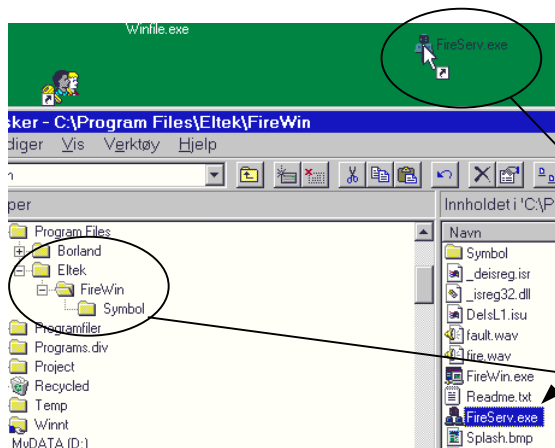 Winfile.exe
FireServ.exe
sker - C:\Program Files\Eltek\FireWin
diger Vis Verktøy Hjelp
per
Innholdet i 'C:\P
Program Files
Borland
Eltek
FireWin
Symbol
Programfiler
Programs.div
Project
Recycled
Temp
Winnt
MyDATA (D:)
Navn
Symbol
_deisreg.isr
_isreg32.dll
DelsL1.isu
fault.wav
fire.wav
FireWin.exe
Readme.txt
FireServ.exe
Splash.bmp